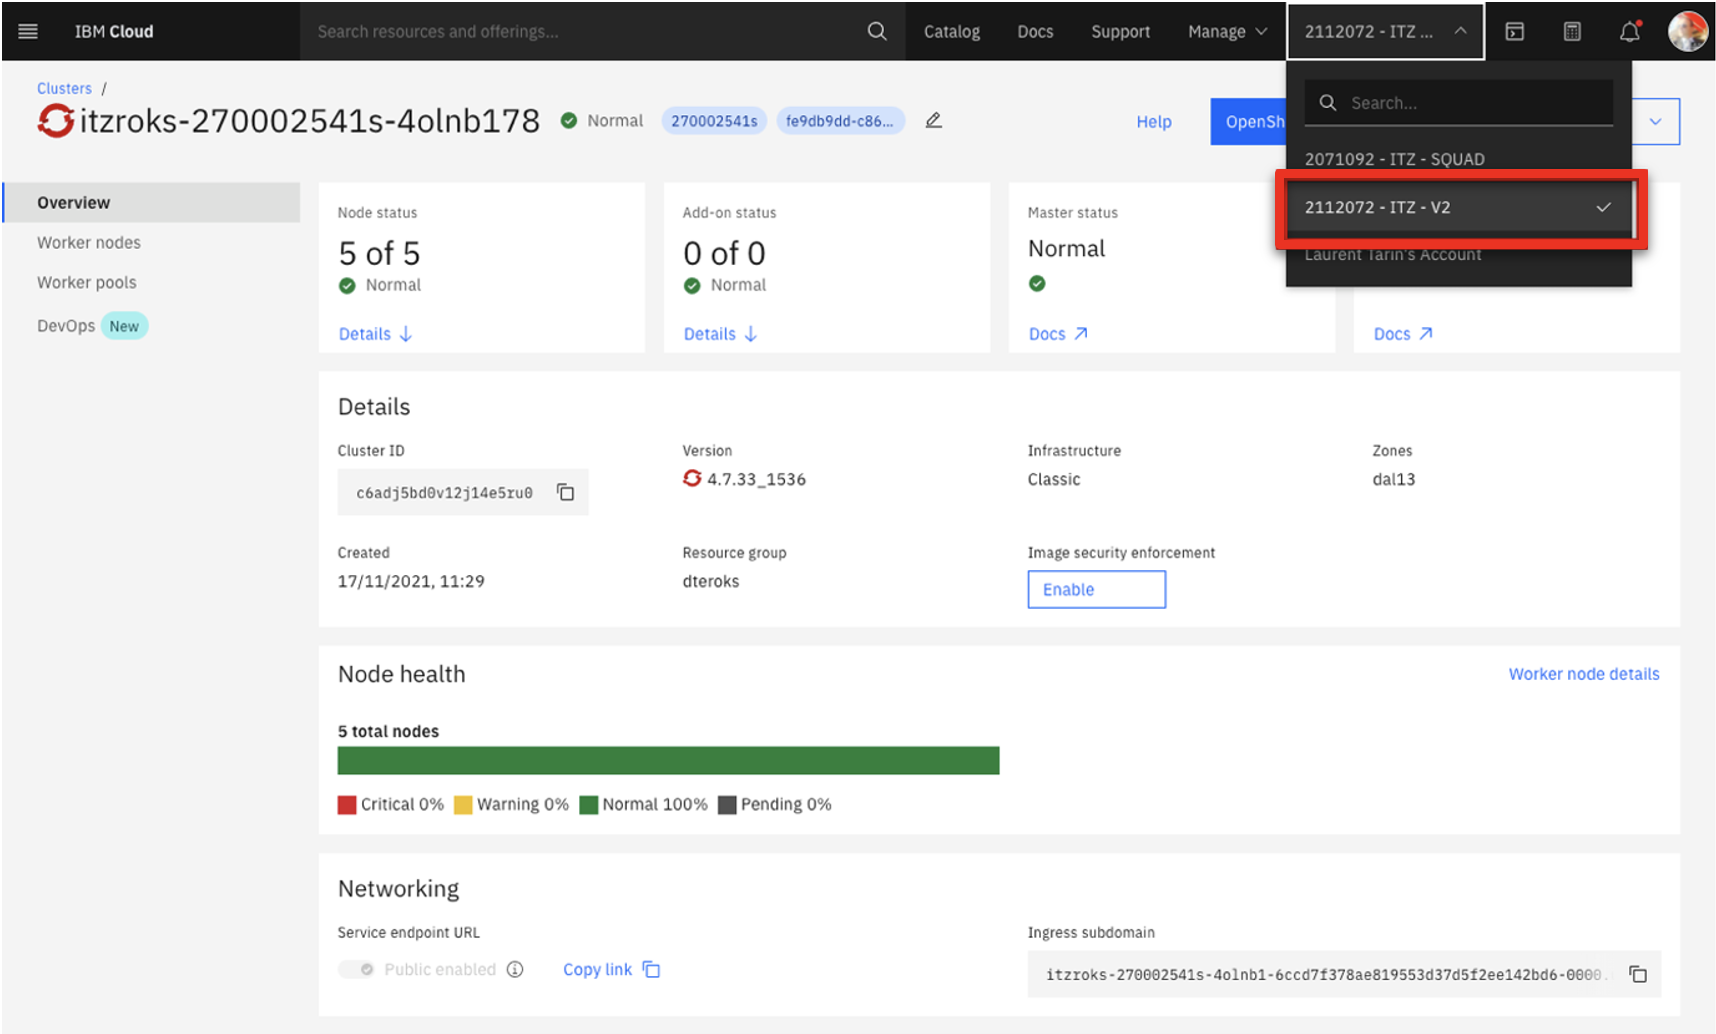 IBM Cloud
Search resources and offerings...
Catalog
Docs
Support
Manage
2112072 - ITZ ...
Clusters /
itzroks-270002541s-4olnb178
Normal
270002541s
fe9db9dd-c86...
Help
OpenSh
Search...
2071092 - ITZ - SQUAD
2112072 - ITZ - V2
Laurent Tarin's Account
Overview
Worker nodes
Worker pools
DevOps New
Node status
5 of 5
Normal
Details
Add-on status
0 of 0
Normal
Details
Master status
Normal
Docs
Docs
Details
Cluster ID
c6adj5bd0v12j14e5ru0
Version
4.7.33_1536
Infrastructure
Classic
Zones
dal13
Created
17/11/2021, 11:29
Resource group
dteroks
Image security enforcement
Enable
Node health
Worker node details
5 total nodes
Critical 0% Warning 0% Normal 100% Pending 0%
Networking
Service endpoint URL
Public enabled
Copy link
Ingress subdomain
itzroks-270002541s-4olnb1-6ccd7f378ae819553d37d5f2ee142bd6-0000.